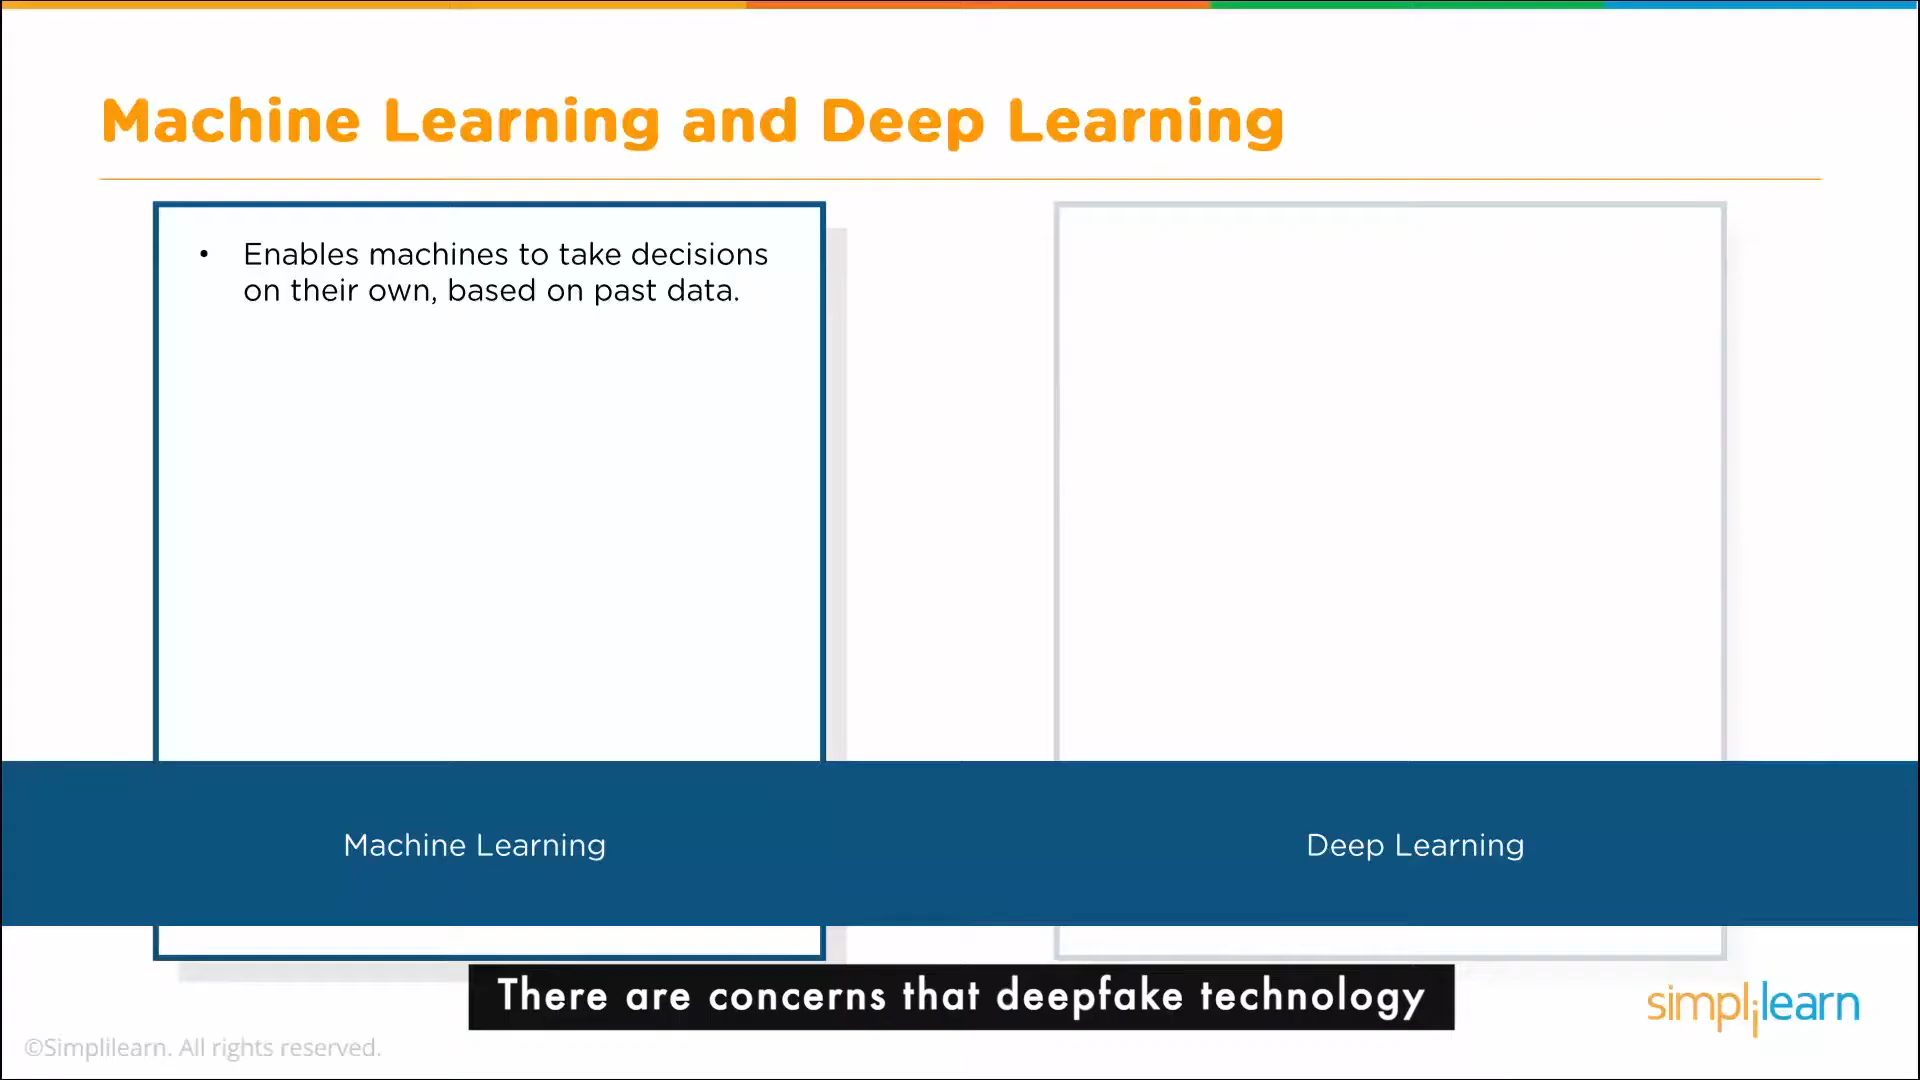 Machine Learning and Deep Learning
• Enables machines to take decisions
on their own, based on past data.
Machine Learning
Deep Learning
There are concerns that deepfake technology
simplilearn
©Simplilearn. All rights reserved.